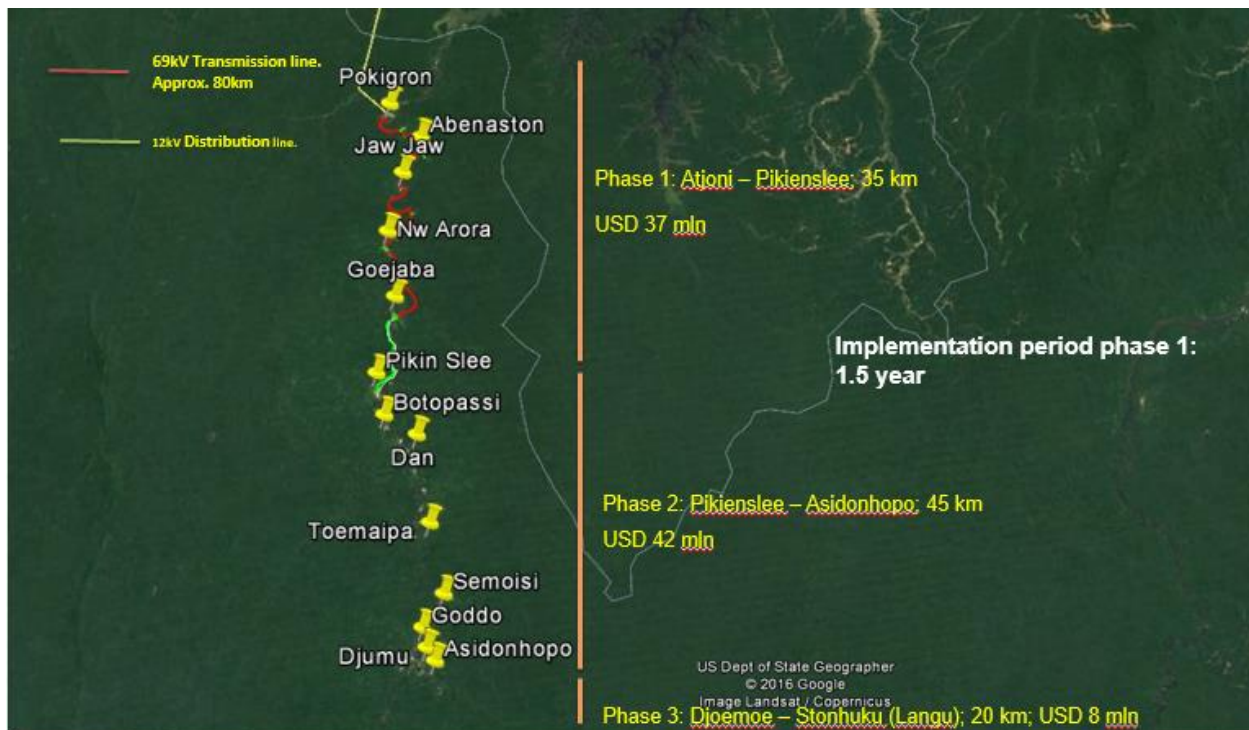 69kV Transmission line.
Approx. 80km
12kV Distribution line.
Pokigron
Abenaston
Jaw Jaw
Nw Arora
Goejaba
Pikin Slee
Botopassi
Dan
Toemaipa
Semoisi
Goddo
Djumu
Asidonhopo
Phase 1: Atjoni – Pikienslee; 35 km
USD 37 mln
Implementation period phase 1:
1.5 year
Phase 2: Pikienslee – Asidonhopo; 45 km
USD 42 mln
US Dept of State Geographer
© 2016 Google
Image Landsat / Copernicus
Phase 3: Djoemoe – Stonhuku (Langu); 20 km; USD 8 mln